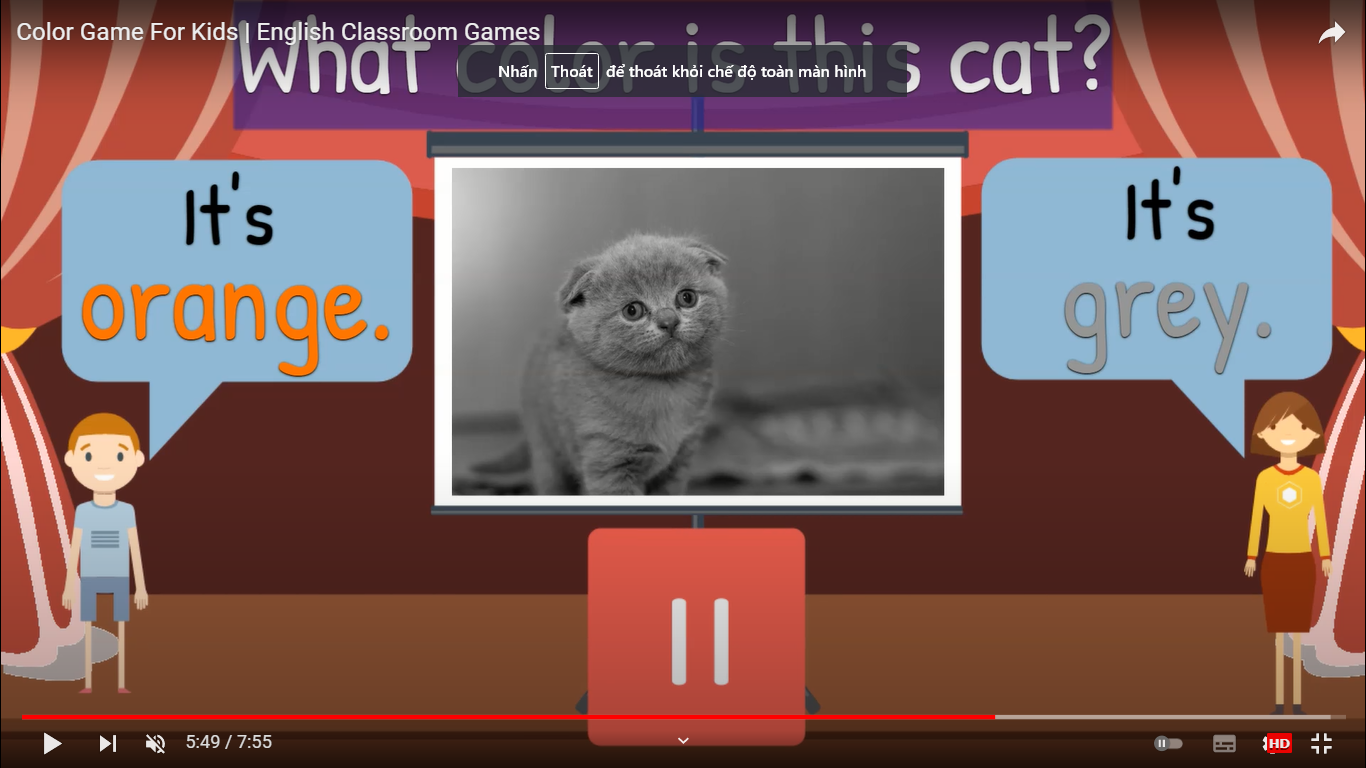 Color Game For Kids | English Classroom Games
What color is this cat?
Nhấn Thoát để thoát khỏi chế độ toàn màn hình
It's
orange.
It's
grey.
5:49 / 7:55
HD